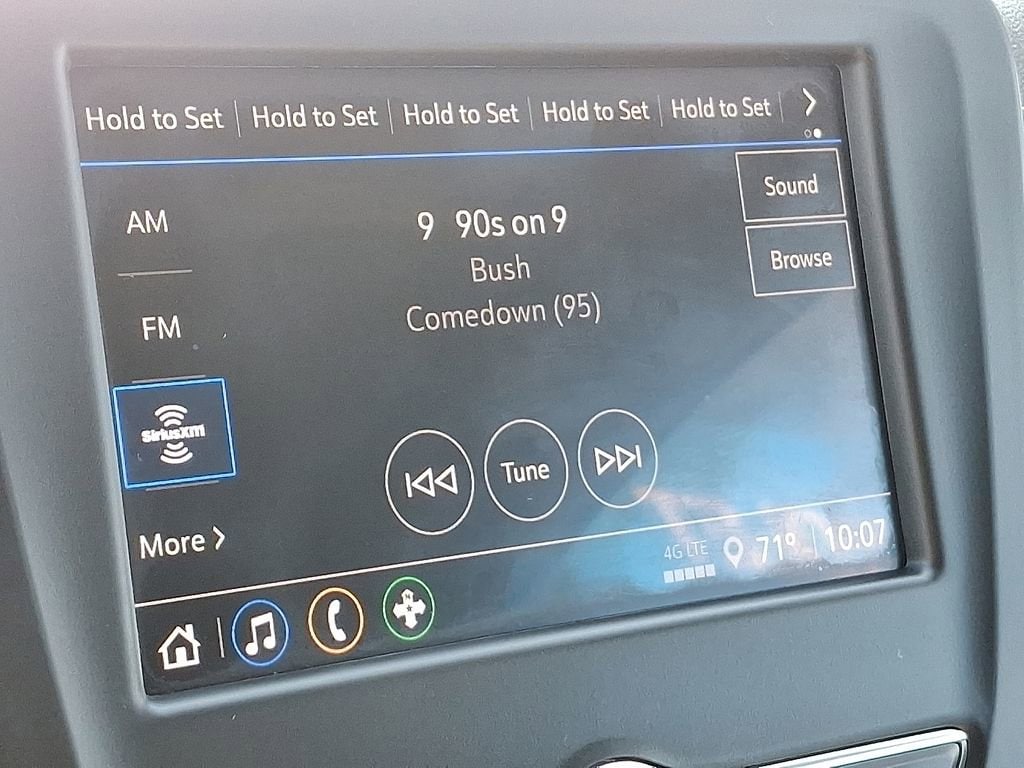 Hold to Set Hold to Set Hold to Set Hold to Set Hold to Set
Sound
AM
9 90s on 9
Bush
Browse
Comedown (95)
FM
SiriusXM
Tune
More
4G LTE
71° 10:07
N